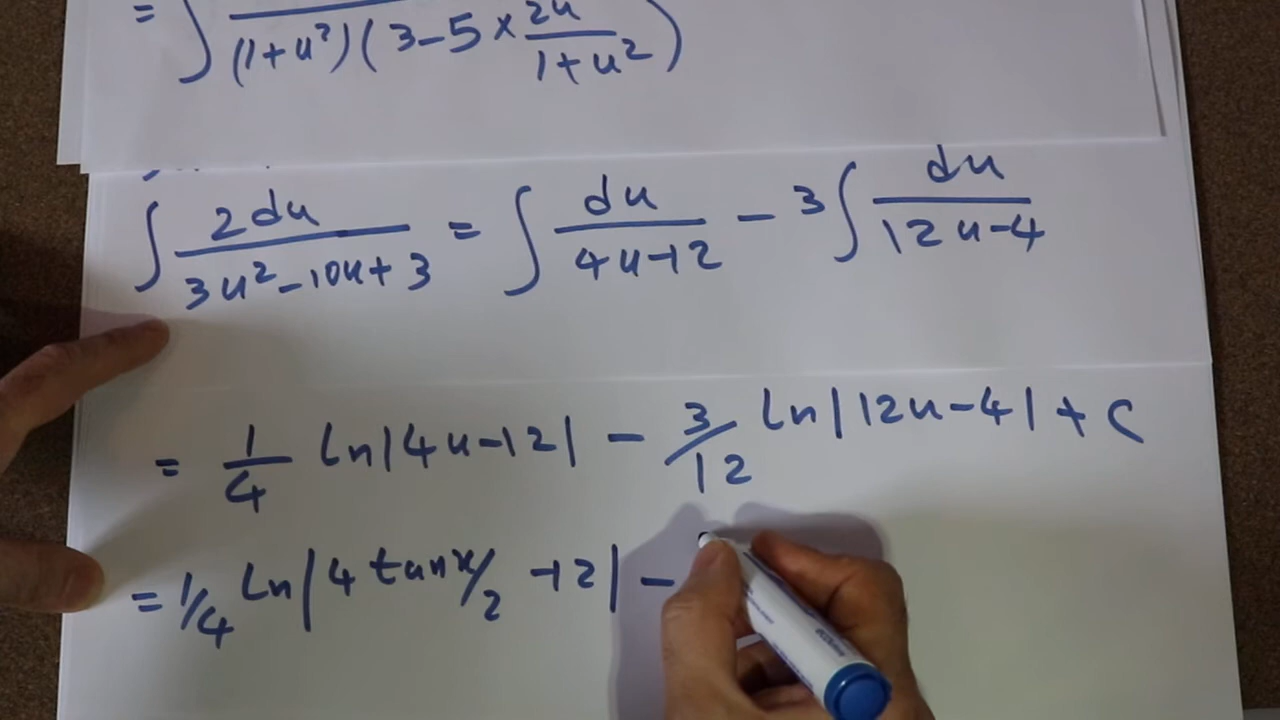 = ∫ (1+u²)(3-5×2u/1+u²)
∫ 2du/3u²-10u+3 = ∫ du/4u-12 - 3∫ du/12u-4
= 1/4 ln|4u-12| - 3/12 ln|12u-4| + C
= 1/4 ln|4 tan x/2 -12| -